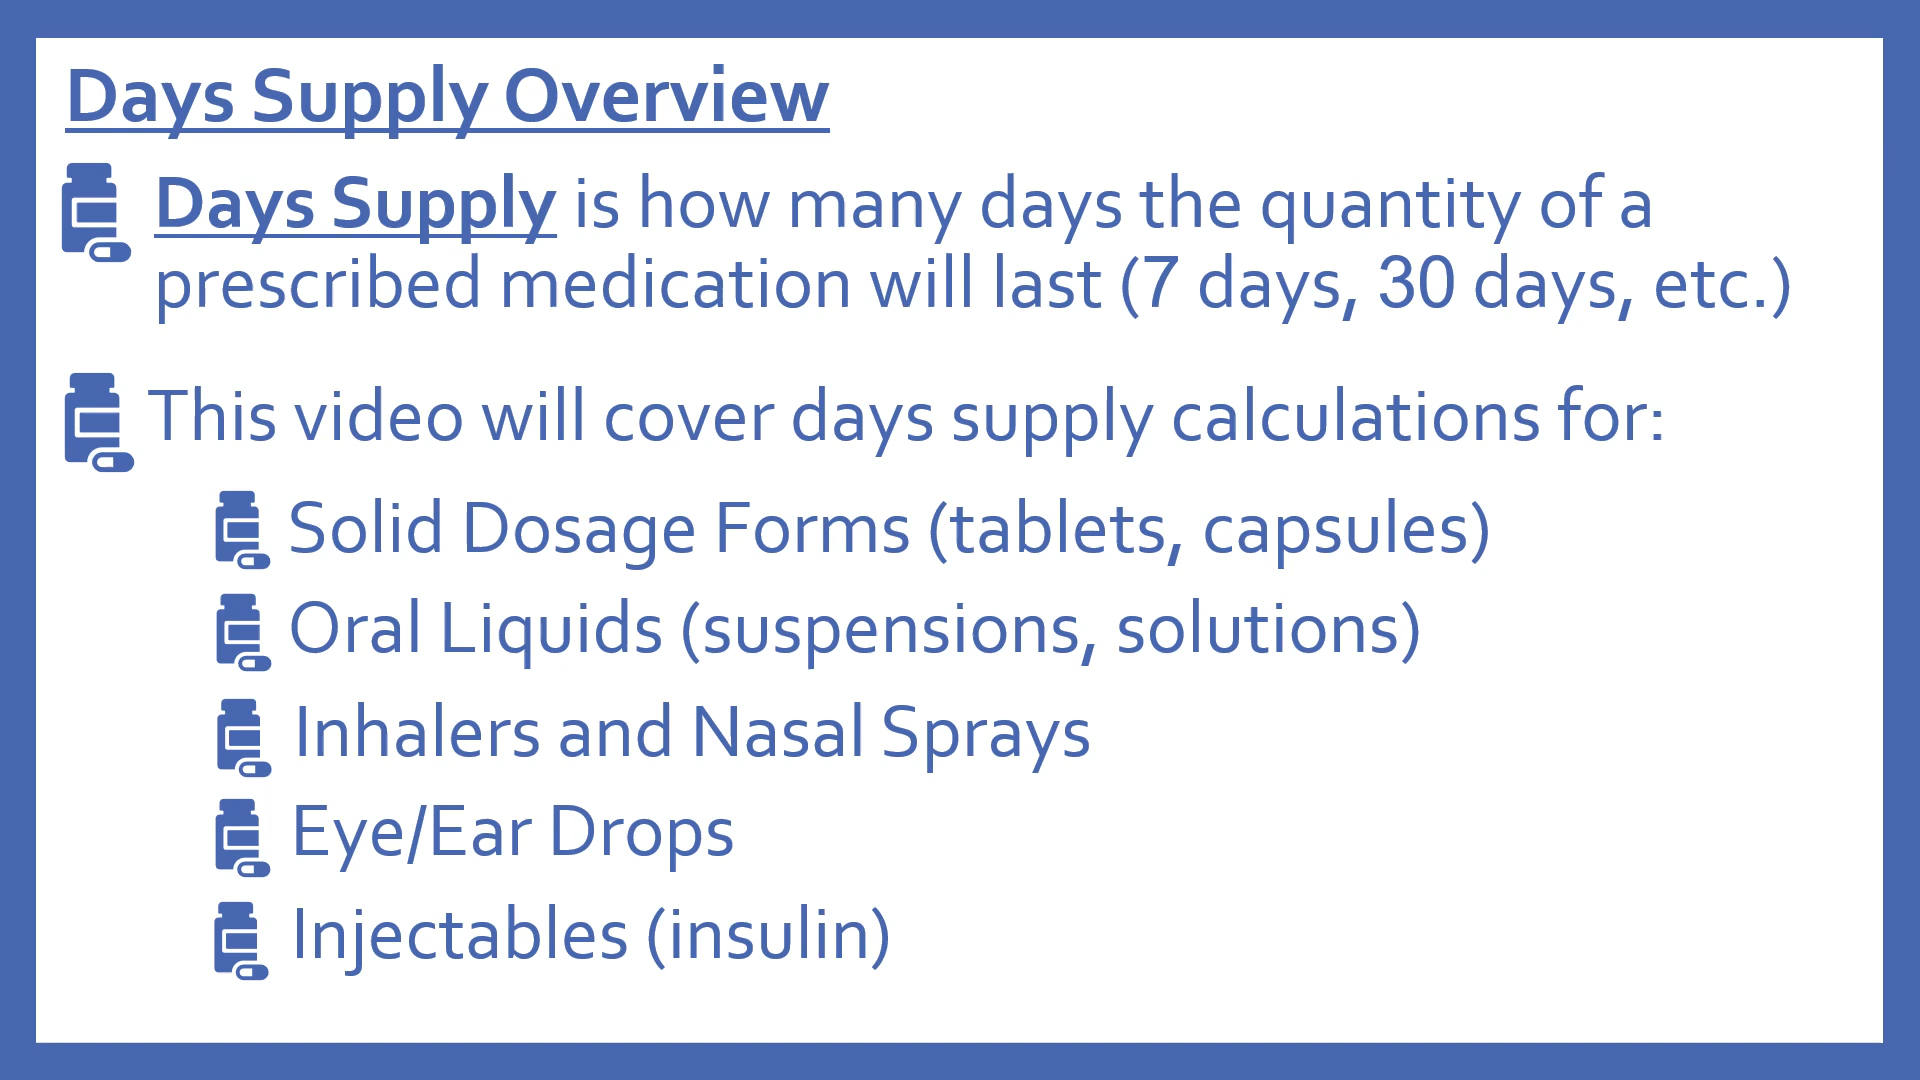 Days Supply Overview
Days Supply is how many days the quantity of a
prescribed medication will last (7 days, 30 days, etc.)
This video will cover days supply calculations for:
Solid Dosage Forms (tablets, capsules)
Oral Liquids (suspensions, solutions)
Inhalers and Nasal Sprays
Eye/Ear Drops
Injectables (insulin)